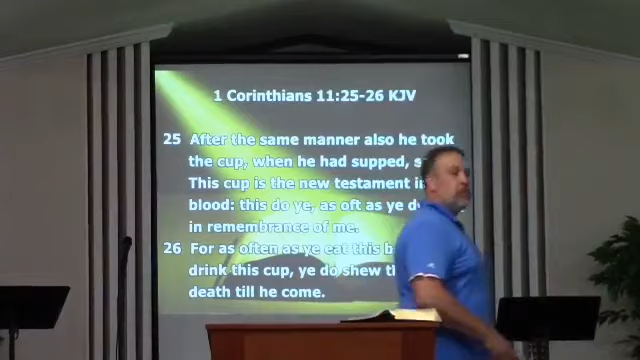 1 Corinthians 11:25-26 KJV
25 After the same manner also he took
the cup, when he had supped,
This cup is the new testament
blood: this do ye, as oft as ye
in remembrance of me.
26 For as often as ye eat this
drink this cup, ye do shew
death till he come.